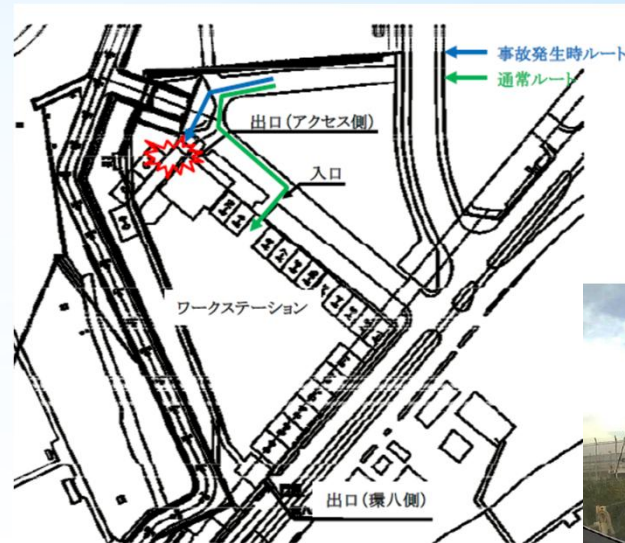 事故発生時ルート
通常ルート
出口（アクセス側）
入口
ワークステーション
出口（環八側）